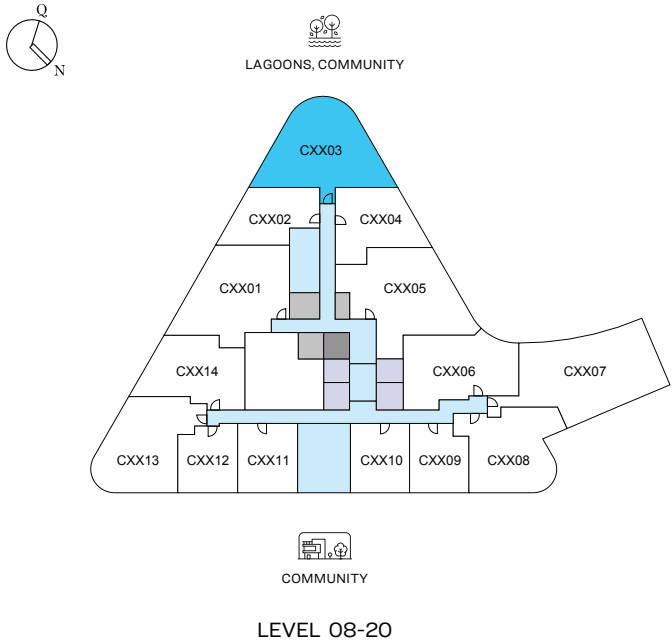 Q
N
LAGOONS, COMMUNITY
CXX03
CXX02
CXX04
CXX01
CXX05
CXX14
CXX06
CXX07
CXX13
CXX12
CXX11
CXX10
CXX09
CXX08
COMMUNITY
LEVEL 08-20